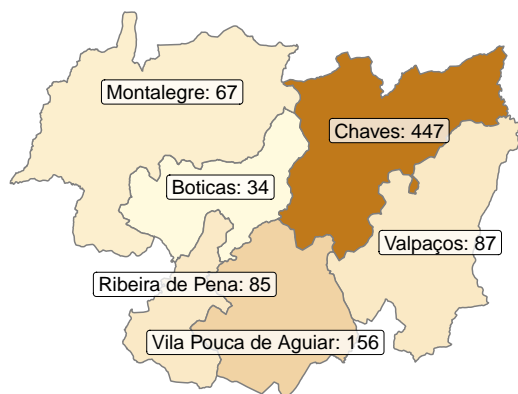 Montalegre: 67
Chaves: 447
Boticas: 34
Valpaços: 87
Ribeira de Pena: 85
Vila Pouca de Aguiar: 156